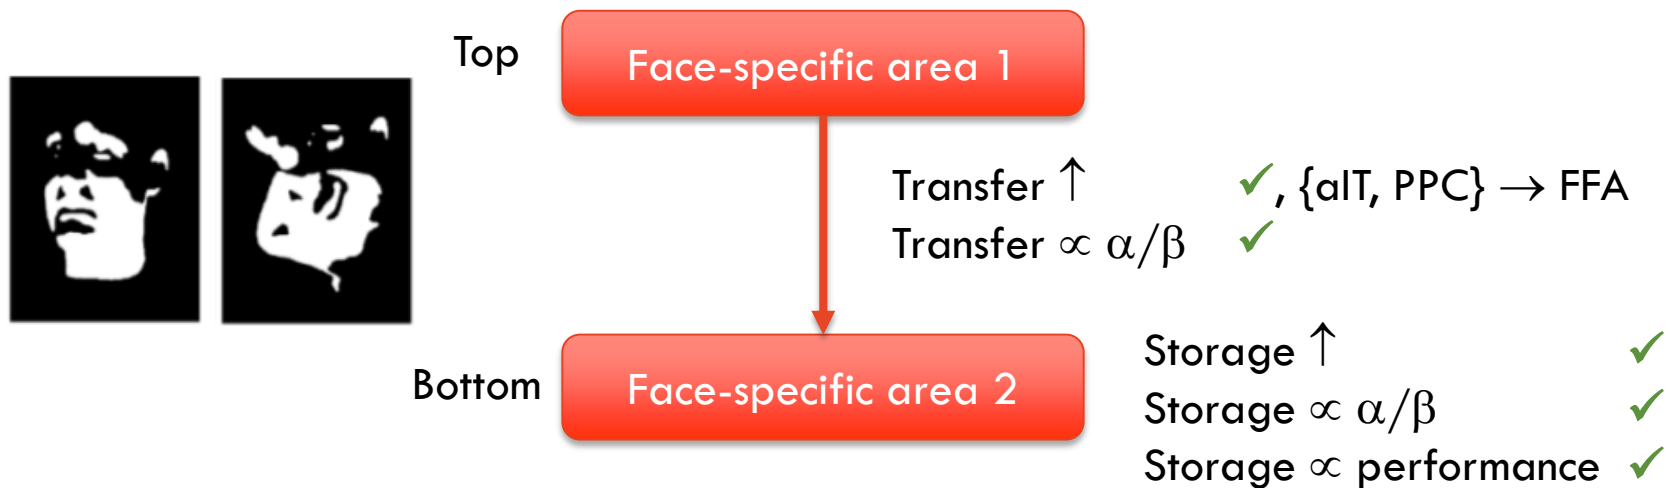 Top
Face-specific area 1
Transfer ↑ ✓, {aIT, PPC} → FFA
Transfer ∝ α/β ✓
Bottom
Face-specific area 2
Storage ↑ ✓
Storage ∝ α/β ✓
Storage ∝ performance ✓